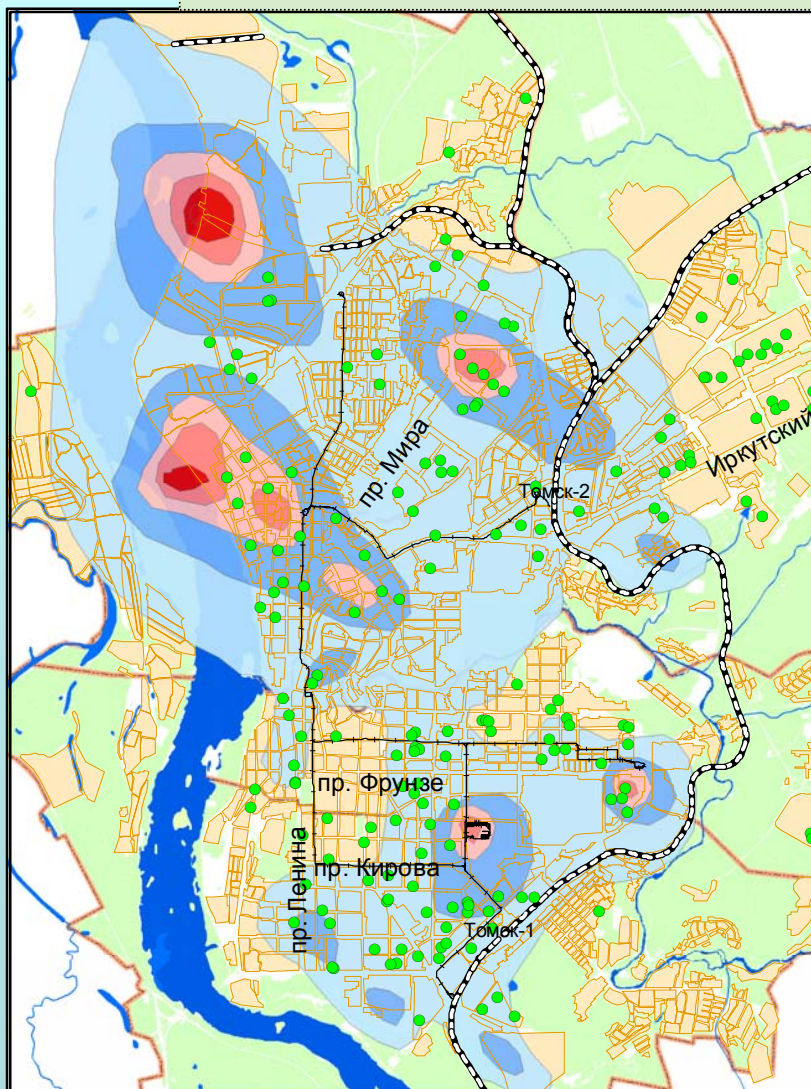 пр. Мира
Иркутский
Томск-2
пр. Фрунзе
пр. Ленина
пр. Кирова
Томск-1